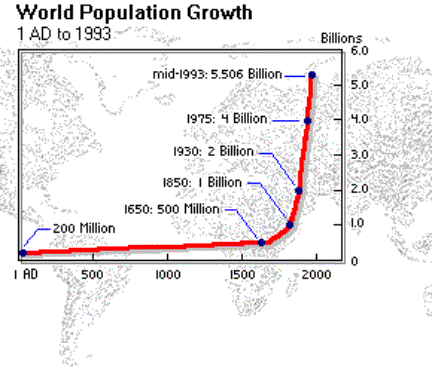 World Population Growth
1 AD to 1993
Billions
6.0
mid-1993: 5.506 Billion
5.0
1975: 4 Billion
4.0
1930: 2 Billion
3.0
1850: 1 Billion
2.0
1650: 500 Million
1.0
200 Million
0
1 AD 500 1000 1500 2000